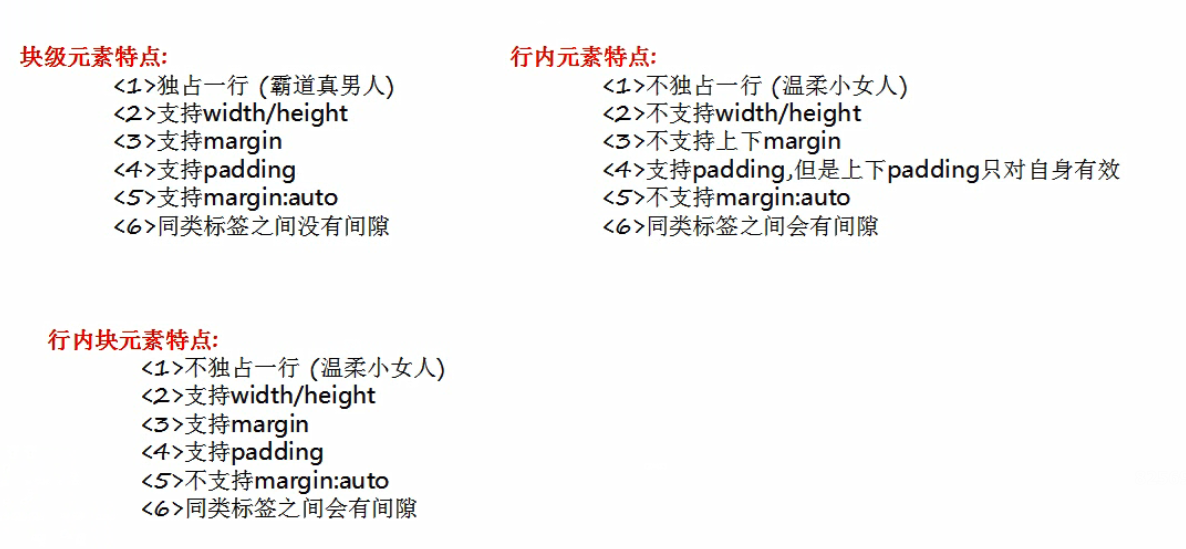 块级元素特点:
<1>独占一行 (霸道真男人)
<2>支持width/height
<3>支持margin
<4>支持padding
<5>支持margin:auto
<6>同类标签之间没有间隙
行内元素特点:
<1>不独占一行 (温柔小女人)
<2>不支持width/height
<3>不支持上下margin
<4>支持padding,但是上下padding只对自身有效
<5>不支持margin:auto
<6>同类标签之间会有间隙
行内块元素特点:
<1>不独占一行 (温柔小女人)
<2>支持width/height
<3>支持margin
<4>支持padding
<5>不支持margin:auto
<6>同类标签之间会有间隙